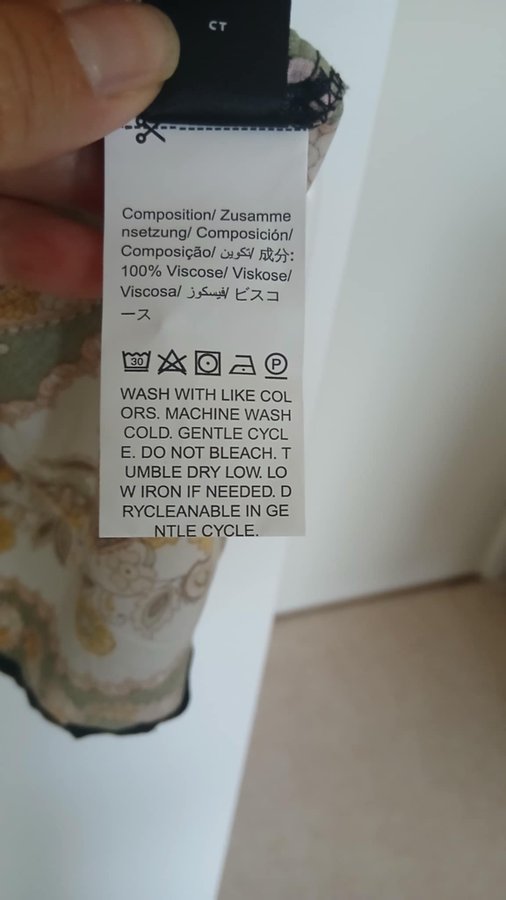 CT
Composition/ Zusamme
nsetzung/ Composición/
Composição/ تكوين/ 成分:
100% Viscose/ Viskose/
Viscosa/ فيسكوز/ ビスコ
ース
30
P
WASH WITH LIKE COL
ORS. MACHINE WASH
COLD. GENTLE CYCL
E. DO NOT BLEACH. T
UMBLE DRY LOW. LO
W IRON IF NEEDED. D
RYCLEANABLE IN GE
NTLE CYCLE.